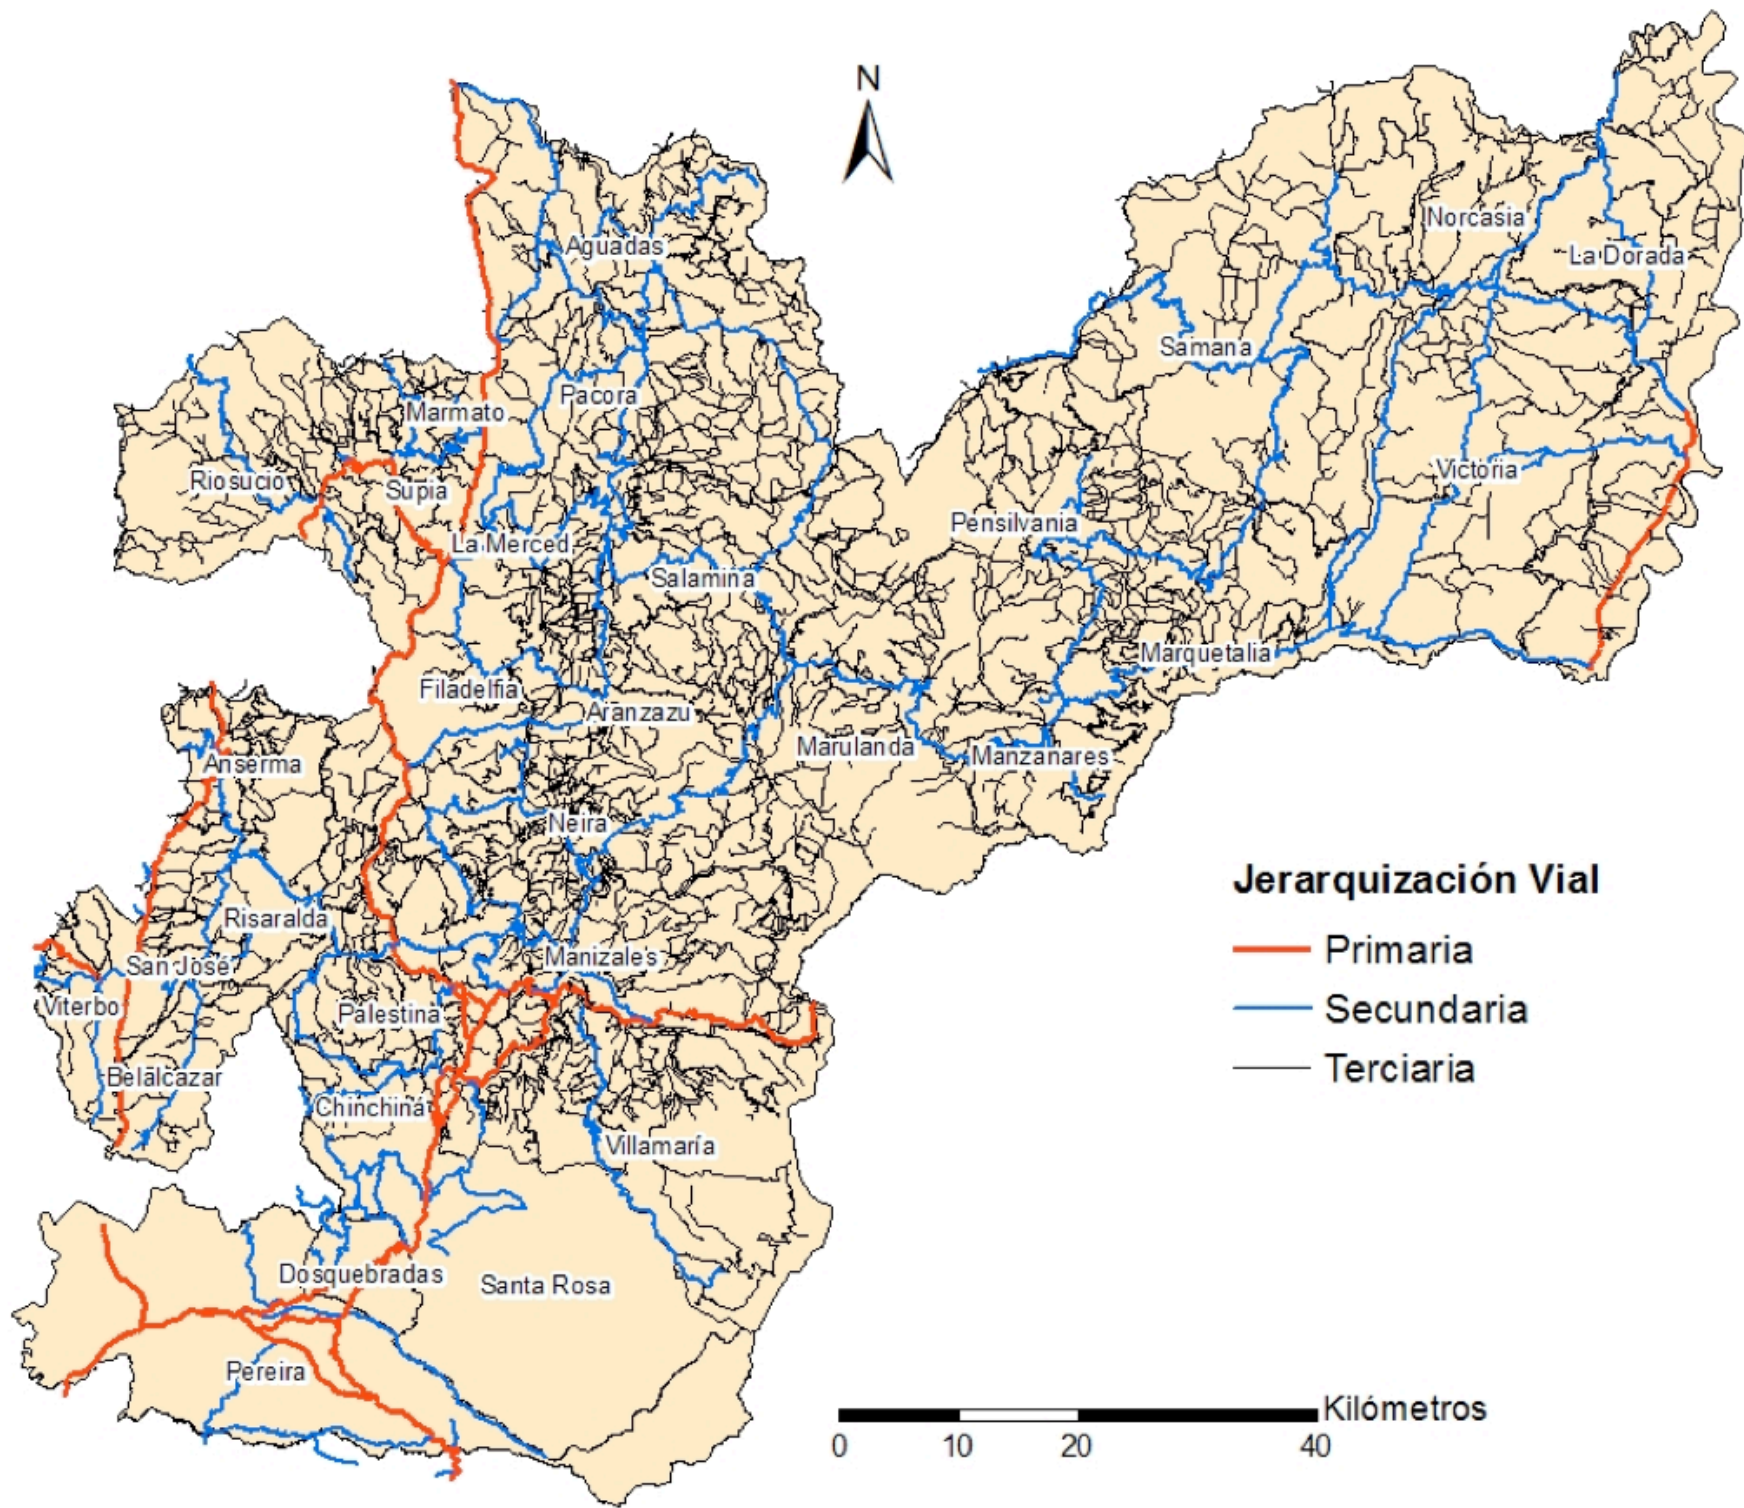 N
Aguadas
Norcasia
La Dorada
Samaná
Pacora
Marmato
Riosucio
Supia
Victoria
Pensilvania
La Merced
Salamina
Marquetalia
Filadelfia
Aranzazu
Marulanda
Manzanares
Anserma
Neira
Jerarquización Vial
Primaria
Secundaria
Terciaria
Risaralda
Manizales
San José
Viterbo
Palestina
Belalcazar
Chinchiná
Villamaría
Dosquebradas
Santa Rosa
Pereira
Kilómetros
0 10 20 40